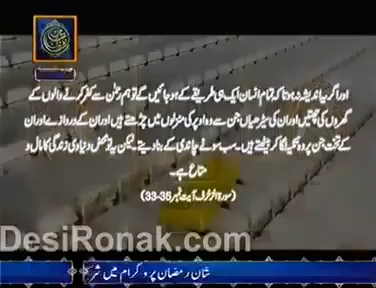 اور اگر یہ اندیشہ نہ ہوتا کہ تمام انسان ایک ہی طریقے کے ہو جائیں گے تو ہم رحمٰن سے کفر کرنے والوں کے
گھروں کی چھتیں اور ان کی سیڑھیاں جن سے وہ اوپر کی منزلوں میں چڑھتے ہیں اور ان کے دروازے اور ان
کے تخت جن پر وہ تکیہ لگا کر بیٹھتے ہیں۔ سب سونے چاندی کے بنا دیتے۔ لیکن یہ تو محض دنیاوی زندگی کا مال و
متاع ہے۔
(سورۃ الزخرف آیت نمبر 35-33)
DesiRonak.com
شان رمضان پروگرام میں شر